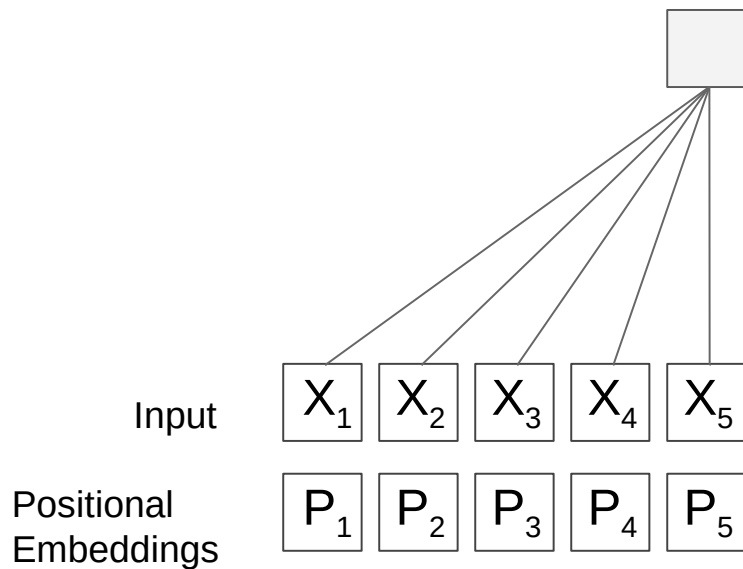 Input X₁ X₂ X₃ X₄ X₅
Positional
Embeddings P₁ P₂ P₃ P₄ P₅